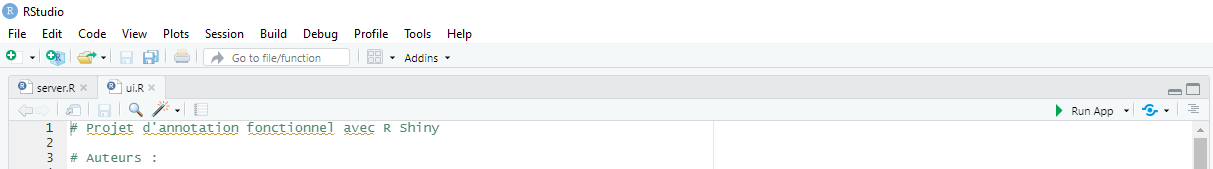 RStudio
File Edit Code View Plots Session Build Debug Profile Tools Help
Go to file/function Addins
server.R ui.R
Run App
1 # Projet d'annotation fonctionnel avec R Shiny
2
3 # Auteurs :